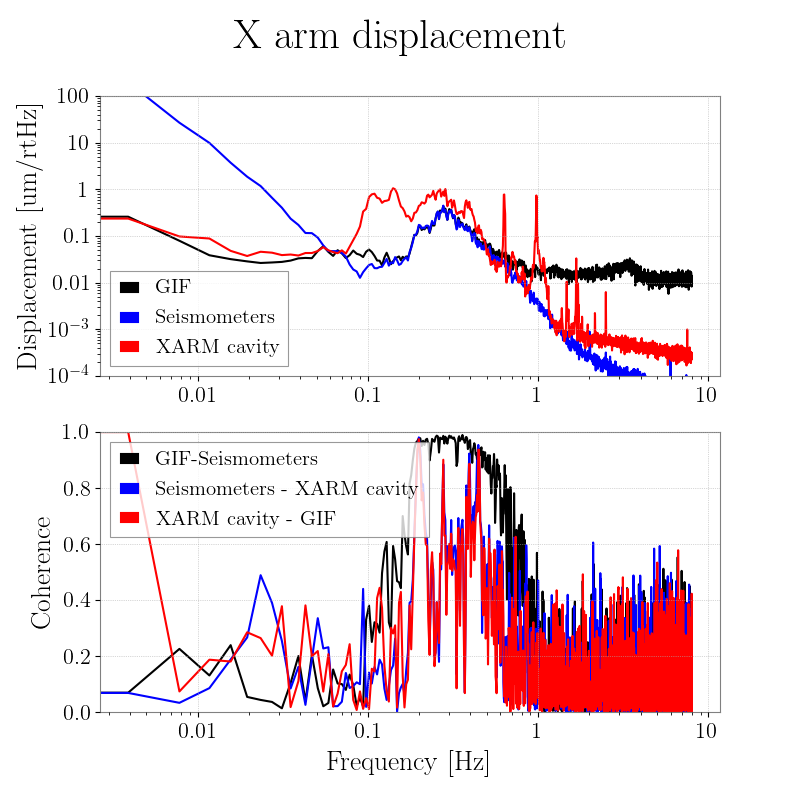 X arm displacement
Displacement [um/rtHz]
100
10
1
0.1
0.01
10⁻³
10⁻⁴
GIF
Seismometers
XARM cavity
0.01 0.1 1 10
Coherence
1.0
0.8
0.6
0.4
0.2
0.0
GIF-Seismometers
Seismometers - XARM cavity
XARM cavity - GIF
0.01 0.1 1 10
Frequency [Hz]